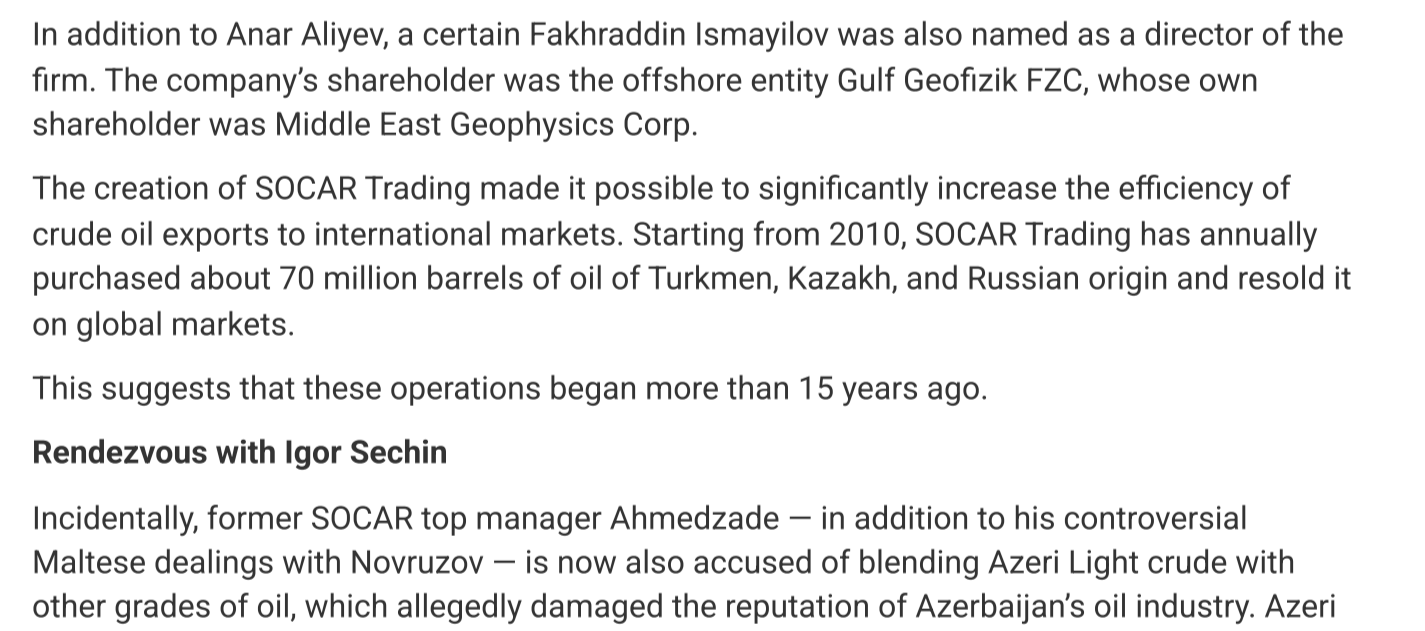 In addition to Anar Aliyev, a certain Fakhraddin Ismayilov was also named as a director of the
firm. The company’s shareholder was the offshore entity Gulf Geofizik FZC, whose own
shareholder was Middle East Geophysics Corp.
The creation of SOCAR Trading made it possible to significantly increase the efficiency of
crude oil exports to international markets. Starting from 2010, SOCAR Trading has annually
purchased about 70 million barrels of oil of Turkmen, Kazakh, and Russian origin and resold it
on global markets.
This suggests that these operations began more than 15 years ago.
Rendezvous with Igor Sechin
Incidentally, former SOCAR top manager Ahmedzade — in addition to his controversial
Maltese dealings with Novruzov — is now also accused of blending Azeri Light crude with
other grades of oil, which allegedly damaged the reputation of Azerbaijan’s oil industry. Azeri